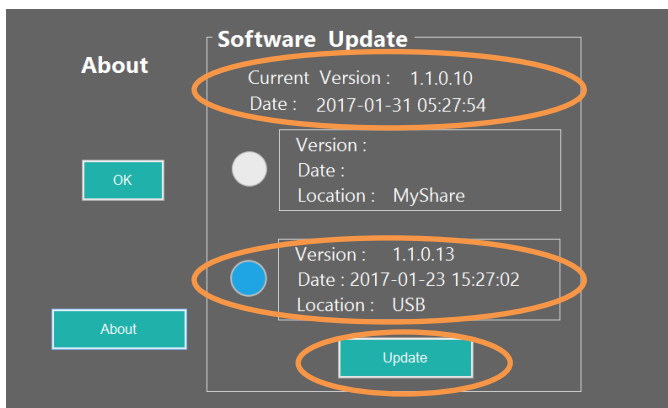 About
OK
About
Software Update
Current Version : 1.1.0.10
Date : 2017-01-31 05:27:54
Version :
Date :
Location : MyShare
Version : 1.1.0.13
Date : 2017-01-23 15:27:02
Location : USB
Update